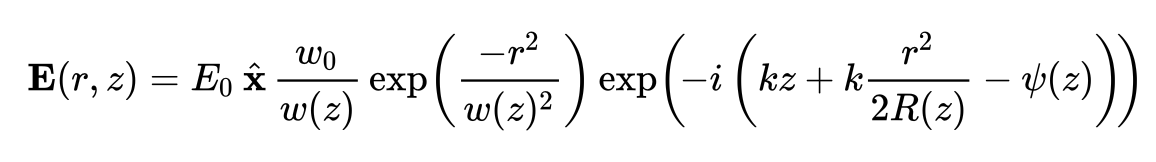 𝐄(r, z) = E₀ x̂ w₀/w(z) exp(−r²/w(z)²) exp(−i(kz + k r²/2R(z) − ψ(z)))